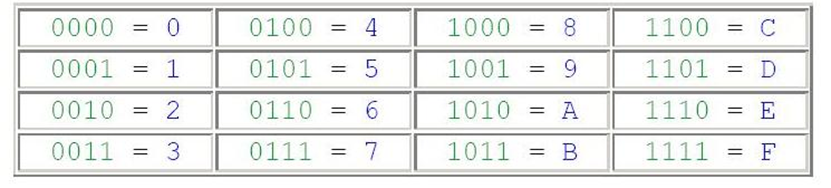 0000 = 0 0100 = 4 1000 = 8 1100 = C
0001 = 1 0101 = 5 1001 = 9 1101 = D
0010 = 2 0110 = 6 1010 = A 1110 = E
0011 = 3 0111 = 7 1011 = B 1111 = F